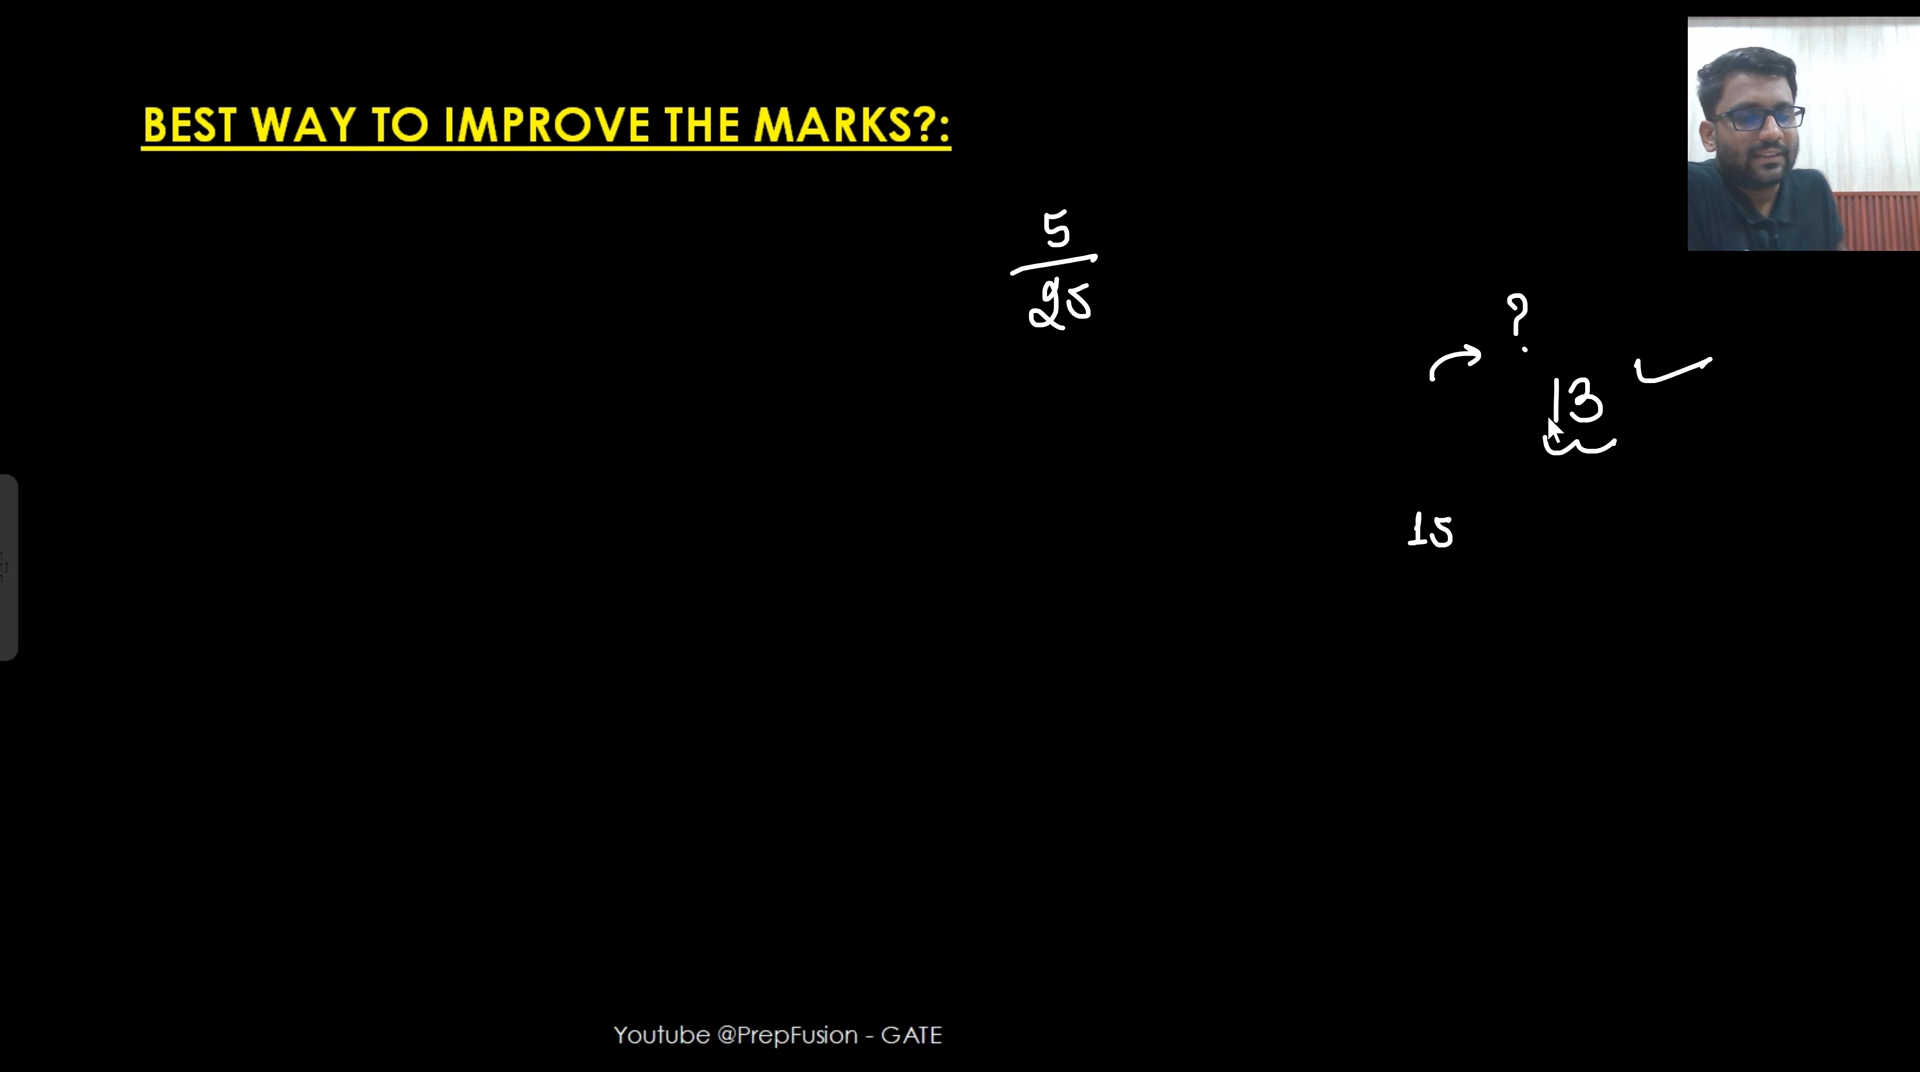 BEST WAY TO IMPROVE THE MARKS?:
5
25
?
13
15
Youtube @PrepFusion - GATE